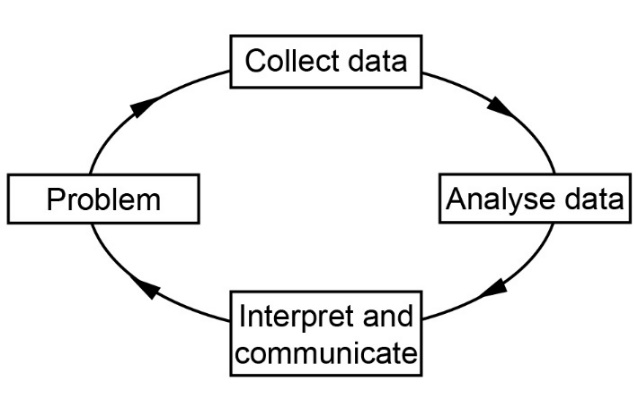 Collect data
Problem
Analyse data
Interpret and
communicate